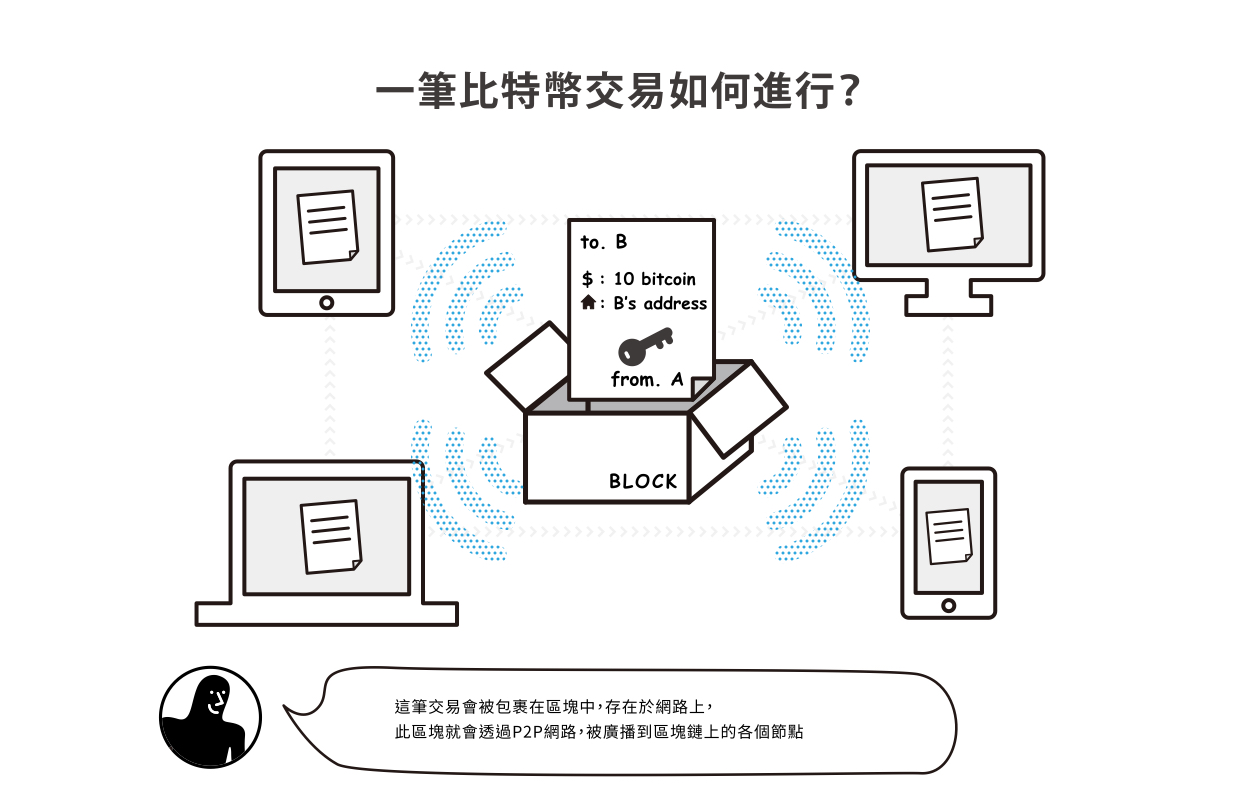 一筆比特幣交易如何進行？
to. B
$ : 10 bitcoin
: B's address
from. A
BLOCK
這筆交易會被包裹在區塊中，存在於網路上，
此區塊就會透過P2P網路，被廣播到區塊鏈上的各個節點